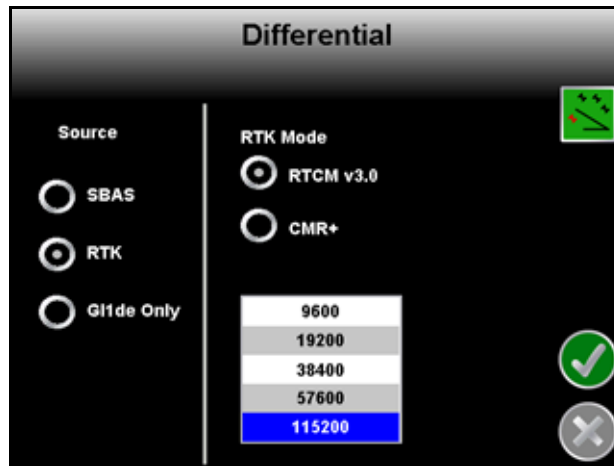 Differential
Source
SBAS
RTK
Gl1de Only
RTK Mode
RTCM v3.0
CMR+
9600
19200
38400
57600
115200